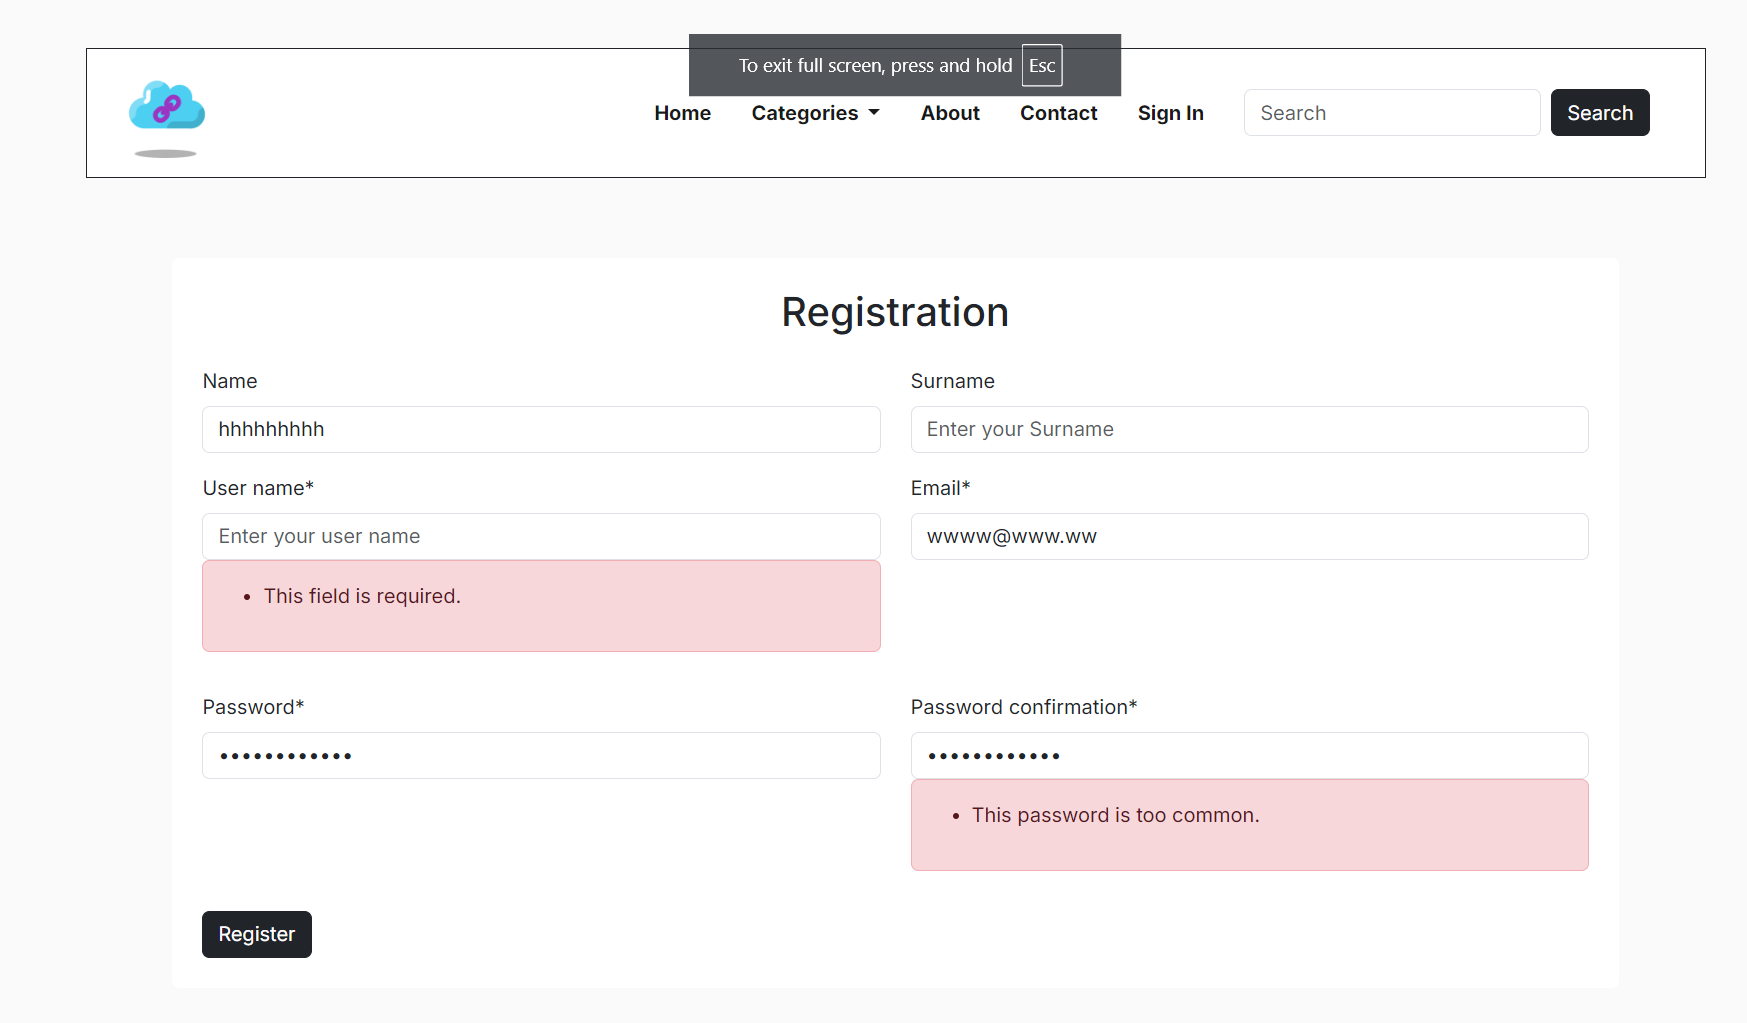 To exit full screen, press and hold Esc
Home Categories About Contact Sign In Search Search
Registration
Name Surname
hhhhhhhhh Enter your Surname
User name* Email*
Enter your user name wwww@www.ww
• This field is required.
Password* Password confirmation*
•••••••••••• ••••••••••••
• This password is too common.
Register